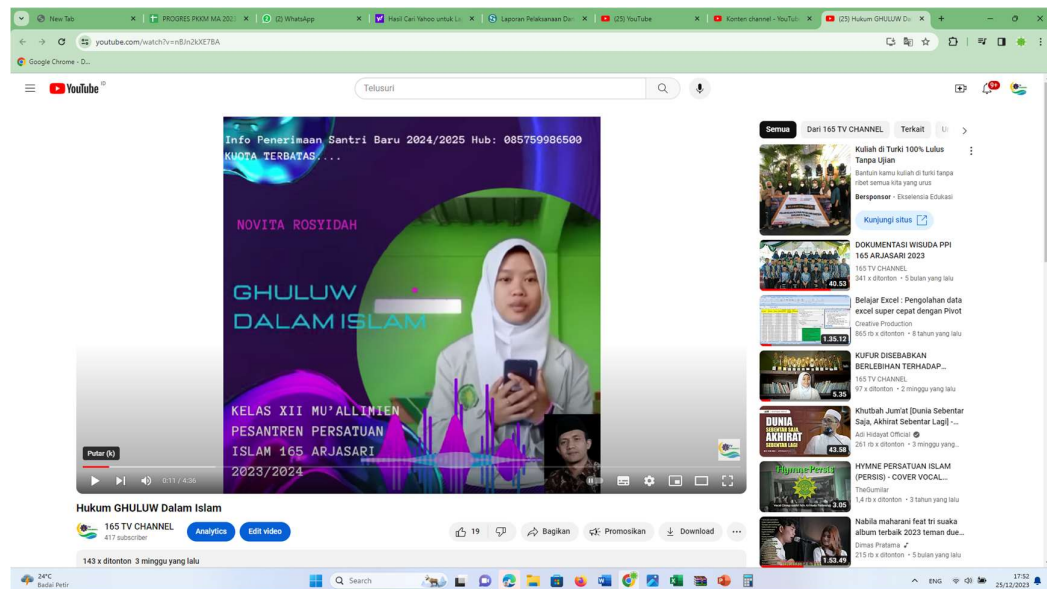 New Tab
PROGRES PKKM MA 202
(2) WhatsApp
Hasil Cari Yahoo untuk Lo
Laporan Pelaksanaan Dan
(25) YouTube
Konten channel - YouTub
(25) Hukum GHULUW Da
youtube.com/watch?v=nBJn2kXE7BA
Google Chrome - D...
YouTube ID
Telusuri
9+
Info Penerimaan Santri Baru 2024/2025 Hub: 085759986500
KUOTA TERBATAS....
NOVITA ROSYIDAH
GHULUW
DALAM ISLAM
KELAS XII MU'ALLIMIEN
PESANTREN PERSATUAN
ISLAM 165 ARJASARI
2023/2024
Putar (k)
0:11 / 4:36
Hukum GHULUW Dalam Islam
165 TV CHANNEL
417 subscriber
Analytics
Edit video
19
Bagikan
Promosikan
Download
143 x ditonton 3 minggu yang lalu
Semua
Dari 165 TV CHANNEL
Terkait
Kuliah di Turki 100% Lulus
Tanpa Ujian
Bantuin kamu kuliah di turki tanpa
ribet semua kita yang urus
Bersponsor · Ekselensia Edukasi
Kunjungi situs
40.53
DOKUMENTASI WISUDA PPI
165 ARJASARI 2023
165 TV CHANNEL
341 x ditonton · 5 bulan yang lalu
1.35.12
Belajar Excel : Pengolahan data
excel super cepat dengan Pivot
Creative Production
865 rb x ditonton · 8 tahun yang lalu
5.35
KUFUR DISEBABKAN
BERLEBIHAN TERHADAP...
165 TV CHANNEL
97 x ditonton · 2 minggu yang lalu
DUNIA
SEBENTAR SAJA,
AKHIRAT
SEBENTAR LAGI
43.58
Khutbah Jum'at [Dunia Sebentar
Saja, Akhirat Sebentar Lagi] -...
Adi Hidayat Official
261 rb x ditonton · 3 minggu yang...
Hymne Persis
3.05
HYMNE PERSATUAN ISLAM
(PERSIS) - COVER VOCAL...
TheGumilar
1,4 rb x ditonton · 3 tahun yang lalu
1.53.49
Nabila maharani feat tri suaka
album terbaik 2023 teman due...
Dimas Pratama
215 rb x ditonton · 5 bulan yang lalu
24°C
Badai Petir
Search
ENG
17:52
25/12/2023